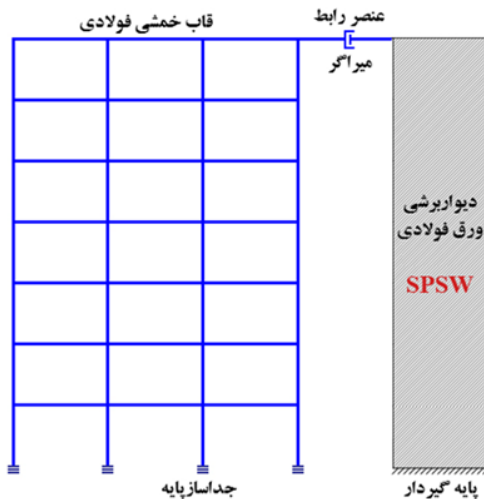 عنصر رابط
قاب خمشی فولادی
میراگر
دیواربرشی
ورق فولادی
SPSW
جداسازپایه
پایه گیردار